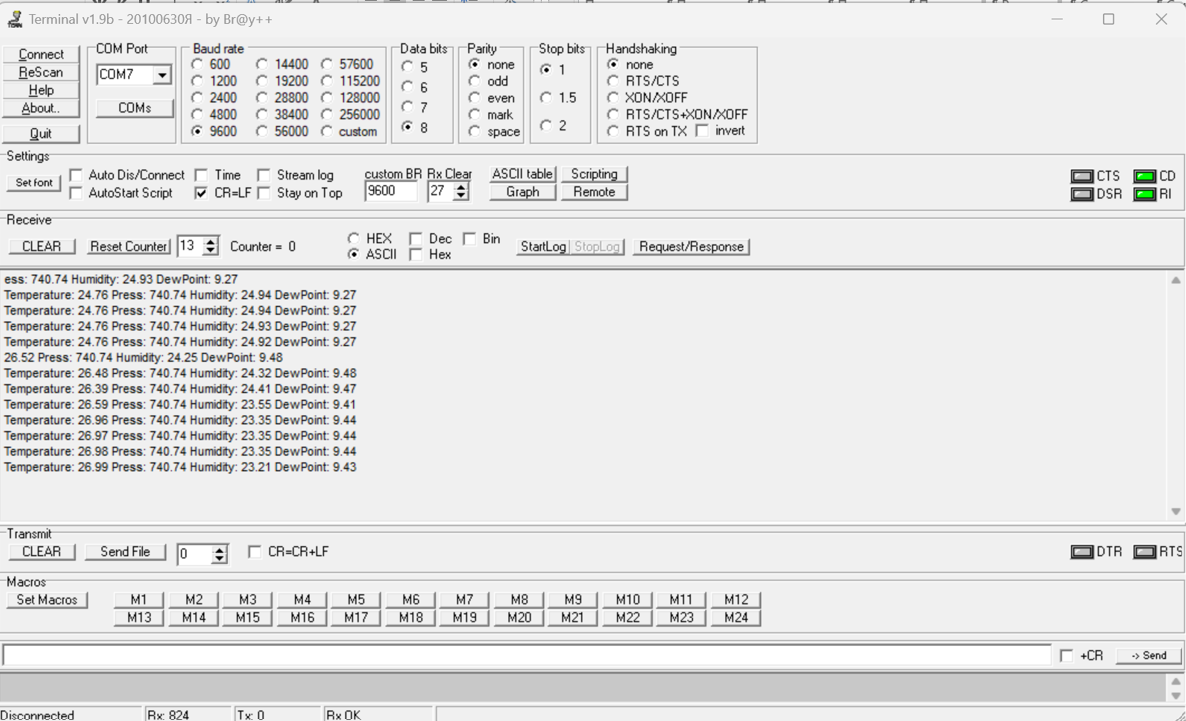 Terminal v1.9b - 20100630Я - by Br@y++
Connect
ReScan
Help
About..
Quit
COM Port
COM7
COMs
Baud rate
600 14400 57600
1200 19200 115200
2400 28800 128000
4800 38400 256000
9600 56000 custom
Data bits
5
6
7
8
Parity
none
odd
even
mark
space
Stop bits
1
1.5
2
Handshaking
none
RTS/CTS
XON/XOFF
RTS/CTS+XON/XOFF
RTS on TX invert
Settings
Set font
Auto Dis/Connect Time Stream log
AutoStart Script CR=LF Stay on Top
custom BR Rx Clear
9600 27
ASCII table Scripting
Graph Remote
CTS CD
DSR RI
Receive
CLEAR Reset Counter 13 Counter = 0
HEX Dec Bin
ASCII Hex
StartLog StopLog Request/Response
ess: 740.74 Humidity: 24.93 DewPoint: 9.27
Temperature: 24.76 Press: 740.74 Humidity: 24.94 DewPoint: 9.27
Temperature: 24.76 Press: 740.74 Humidity: 24.94 DewPoint: 9.27
Temperature: 24.76 Press: 740.74 Humidity: 24.93 DewPoint: 9.27
Temperature: 24.76 Press: 740.74 Humidity: 24.92 DewPoint: 9.27
26.52 Press: 740.74 Humidity: 24.25 DewPoint: 9.48
Temperature: 26.48 Press: 740.74 Humidity: 24.32 DewPoint: 9.48
Temperature: 26.39 Press: 740.74 Humidity: 24.41 DewPoint: 9.47
Temperature: 26.59 Press: 740.74 Humidity: 23.55 DewPoint: 9.41
Temperature: 26.96 Press: 740.74 Humidity: 23.35 DewPoint: 9.44
Temperature: 26.97 Press: 740.74 Humidity: 23.35 DewPoint: 9.44
Temperature: 26.98 Press: 740.74 Humidity: 23.35 DewPoint: 9.44
Temperature: 26.99 Press: 740.74 Humidity: 23.21 DewPoint: 9.43
Transmit
CLEAR Send File 0 CR=CR+LF
DTR RTS
Macros
Set Macros
M1 M2 M3 M4 M5 M6 M7 M8 M9 M10 M11 M12
M13 M14 M15 M16 M17 M18 M19 M20 M21 M22 M23 M24
+CR -> Send
Disconnected Rx: 824 Tx: 0 Rx OK